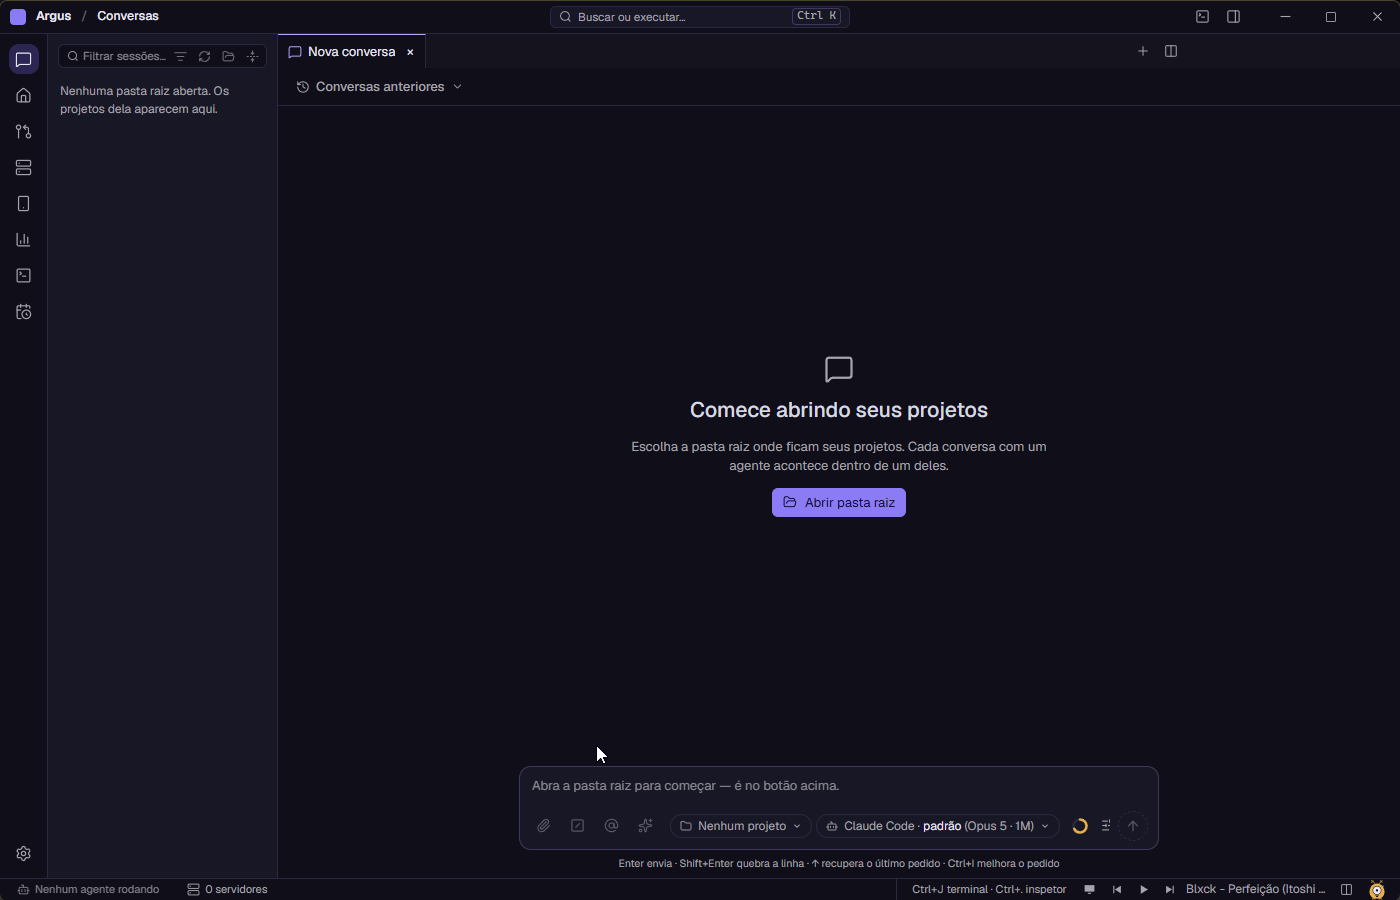 Argus / Conversas
Buscar ou executar...
Ctrl K
Filtrar sessões...
Nenhuma pasta raiz aberta. Os
projetos dela aparecem aqui.
Nova conversa
Conversas anteriores
Comece abrindo seus projetos
Escolha a pasta raiz onde ficam seus projetos. Cada conversa com um
agente acontece dentro de um deles.
Abrir pasta raiz
Abra a pasta raiz para começar — é no botão acima.
Nenhum projeto
Claude Code · padrão (Opus 5 · 1M)
Enter envia · Shift+Enter quebra a linha · ↑ recupera o último pedido · Ctrl+I melhora o pedido
Nenhum agente rodando
0 servidores
Ctrl+J terminal · Ctrl+. inspetor
Blxck - Perfeição (Itoshi ...